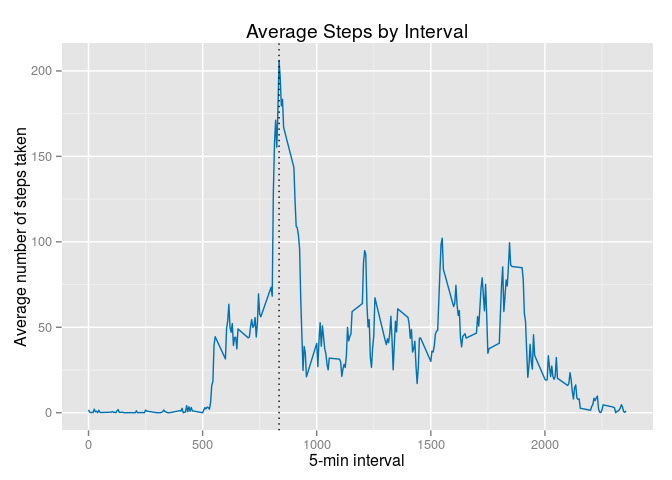 Average Steps by Interval
Average number of steps taken
200
150
100
50
0
0 500 1000 1500 2000
5-min interval